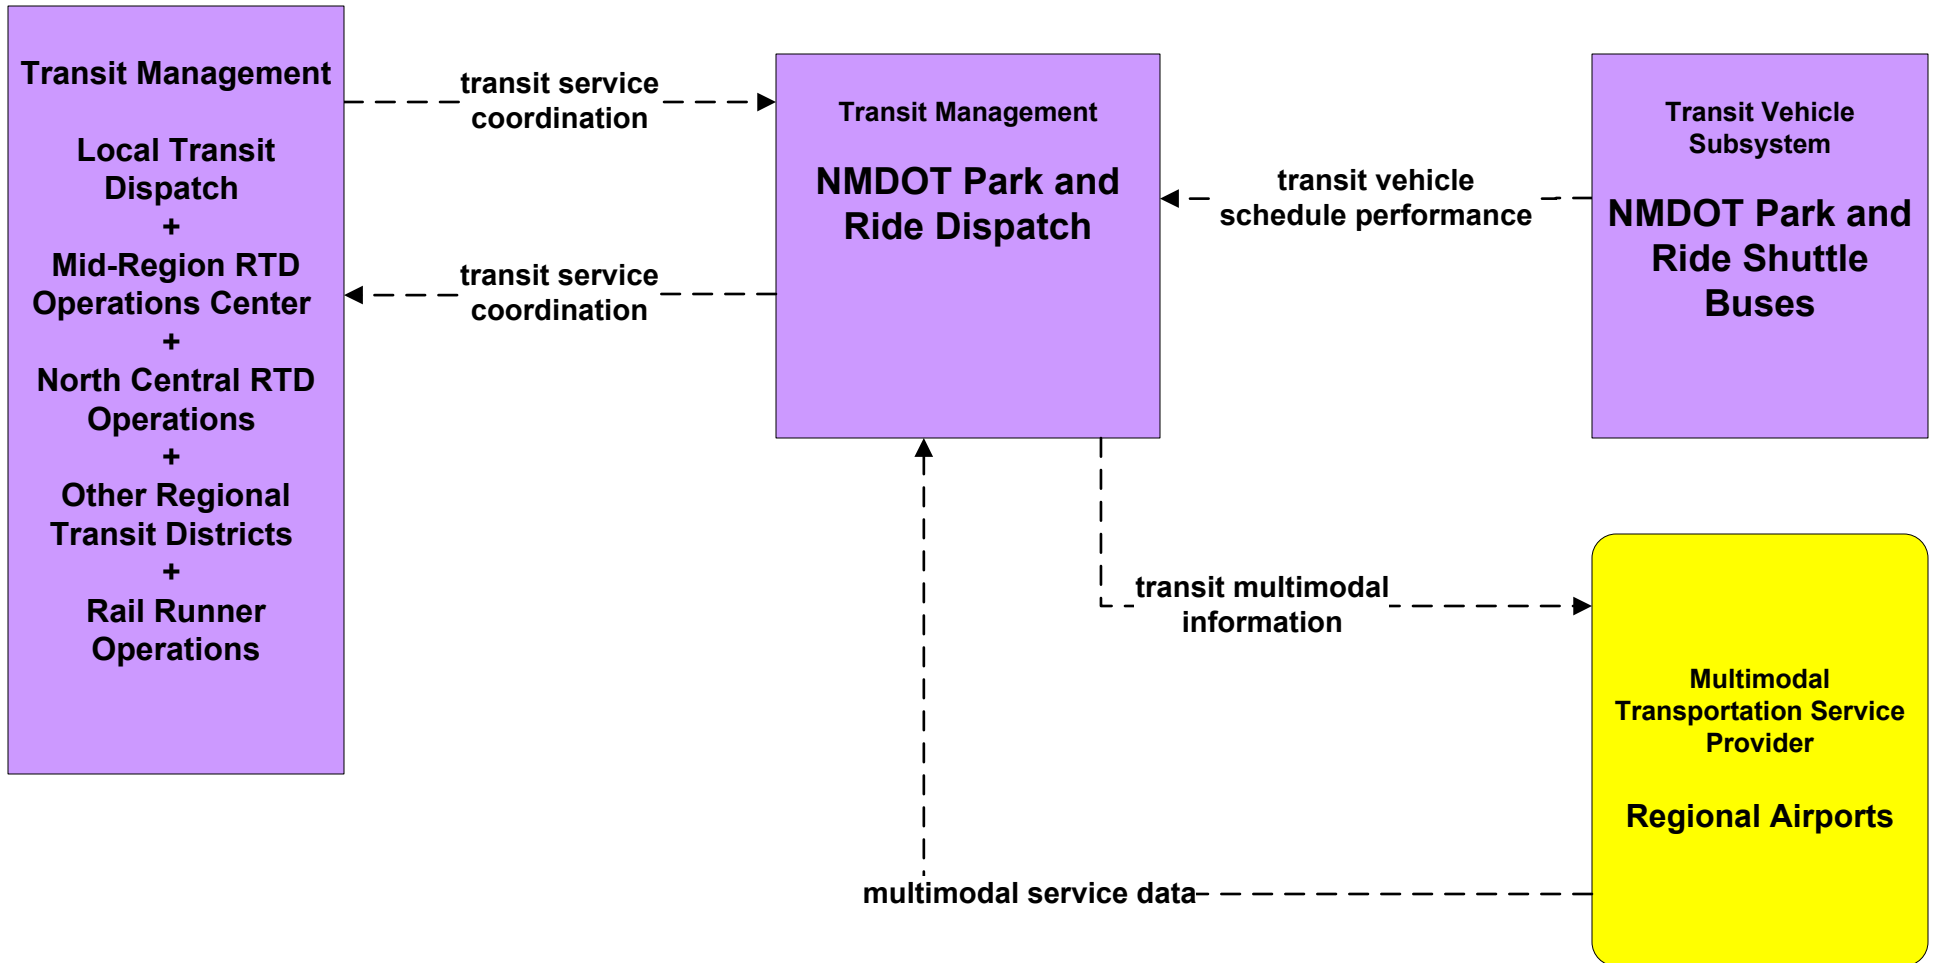 Transit Management
Local Transit
Dispatch
+
Mid-Region RTD
Operations Center
+
North Central RTD
Operations
+
Other Regional
Transit Districts
+
Rail Runner
Operations
transit service
coordination
transit service
coordination
Transit Management
NMDOT Park and
Ride Dispatch
transit vehicle
schedule performance
Transit Vehicle
Subsystem
NMDOT Park and
Ride Shuttle
Buses
transit multimodal
information
Multimodal
Transportation Service
Provider
Regional Airports
multimodal service data